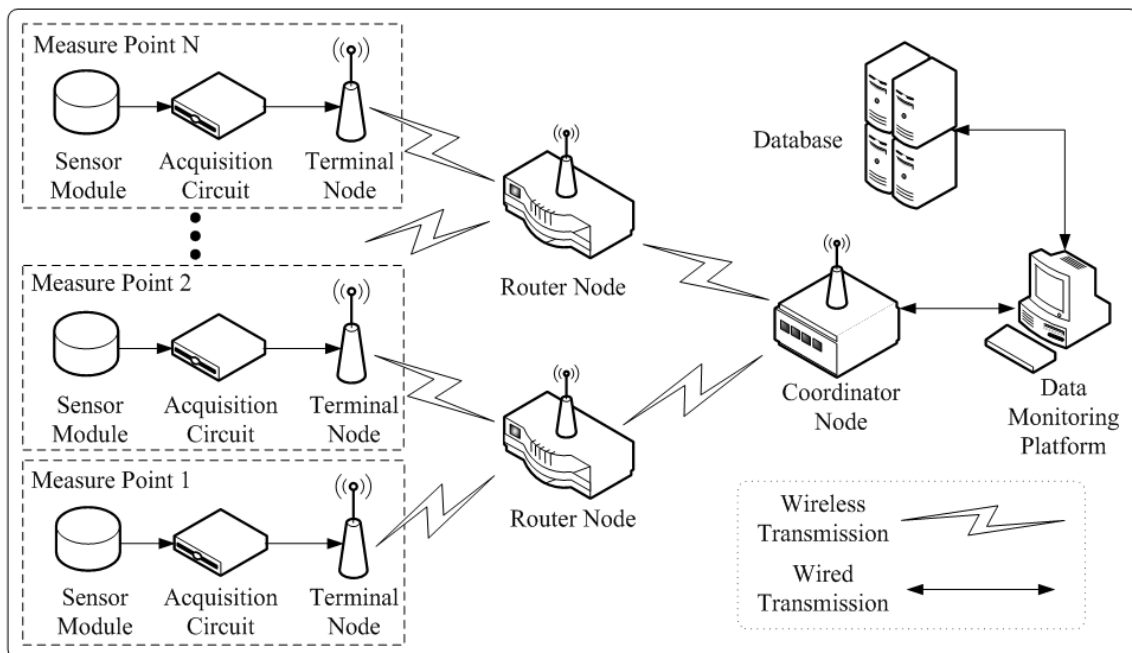 Measure Point N
Sensor
Module
Acquisition
Circuit
Terminal
Node
Measure Point 2
Sensor
Module
Acquisition
Circuit
Terminal
Node
Measure Point 1
Sensor
Module
Acquisition
Circuit
Terminal
Node
Router Node
Router Node
Database
Coordinator
Node
Data
Monitoring
Platform
Wireless
Transmission
Wired
Transmission